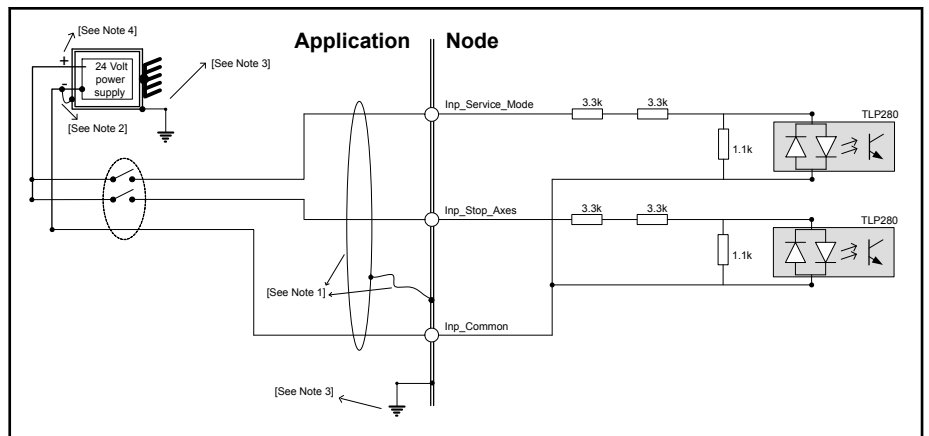 [See Note 4]
Application
Node
+
24 Volt
power
supply
-
[See Note 3]
[See Note 2]
Inp_Service_Mode
3.3k
3.3k
TLP280
1.1k
Inp_Stop_Axes
3.3k
3.3k
TLP280
1.1k
[See Note 1]
Inp_Common
[See Note 3]